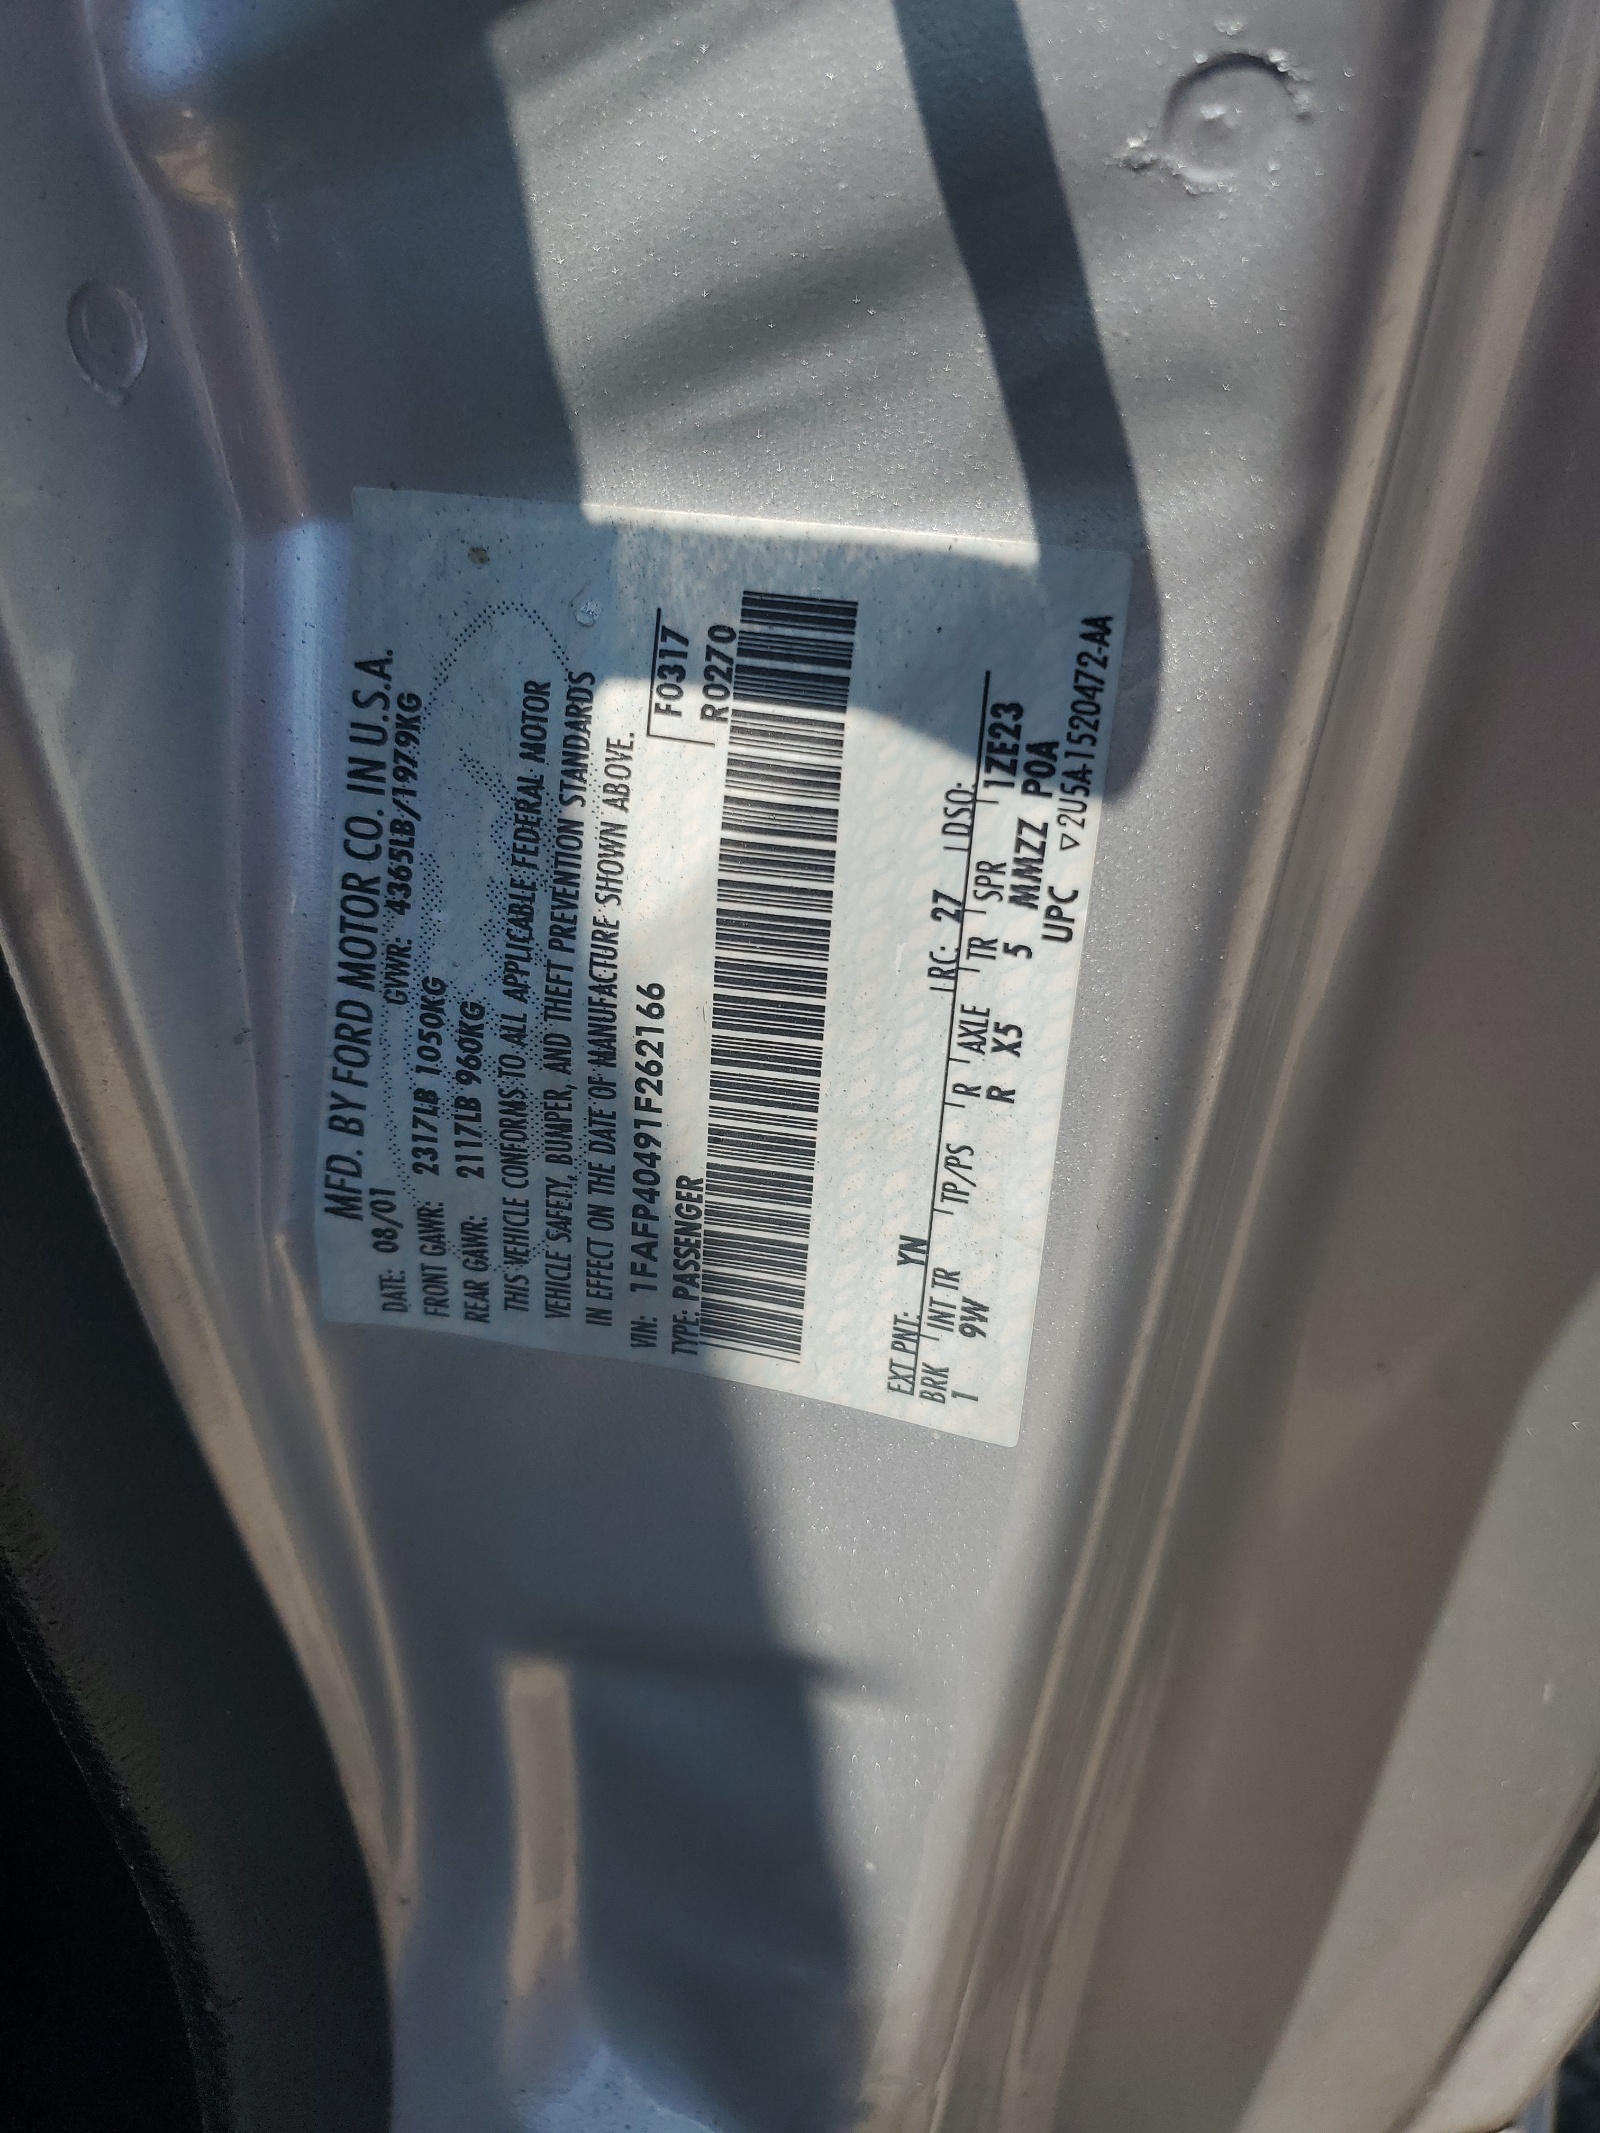 MFD. BY FORD MOTOR CO. IN U.S.A.
DATE: 08/01 GVWR: 4365LB/1979KG
FRONT GAWR: 2317LB 1050KG
REAR GAWR: 2117LB 960KG
THIS VEHICLE CONFORMS TO ALL APPLICABLE FEDERAL MOTOR
VEHICLE SAFETY, BUMPER, AND THEFT PREVENTION STANDARDS
IN EFFECT ON THE DATE OF MANUFACTURE SHOWN ABOVE.
VIN: 1FAFP40491F262166 F0317
TYPE: PASSENGER R0270
EXT PNT: YN RC: 27 DSO:
BRK INT TR TP/PS R AXLE TR SPR 1ZE23
1 9W R X5 5 MMZZ P0A
UPC ▽2U5A-1520472-AA